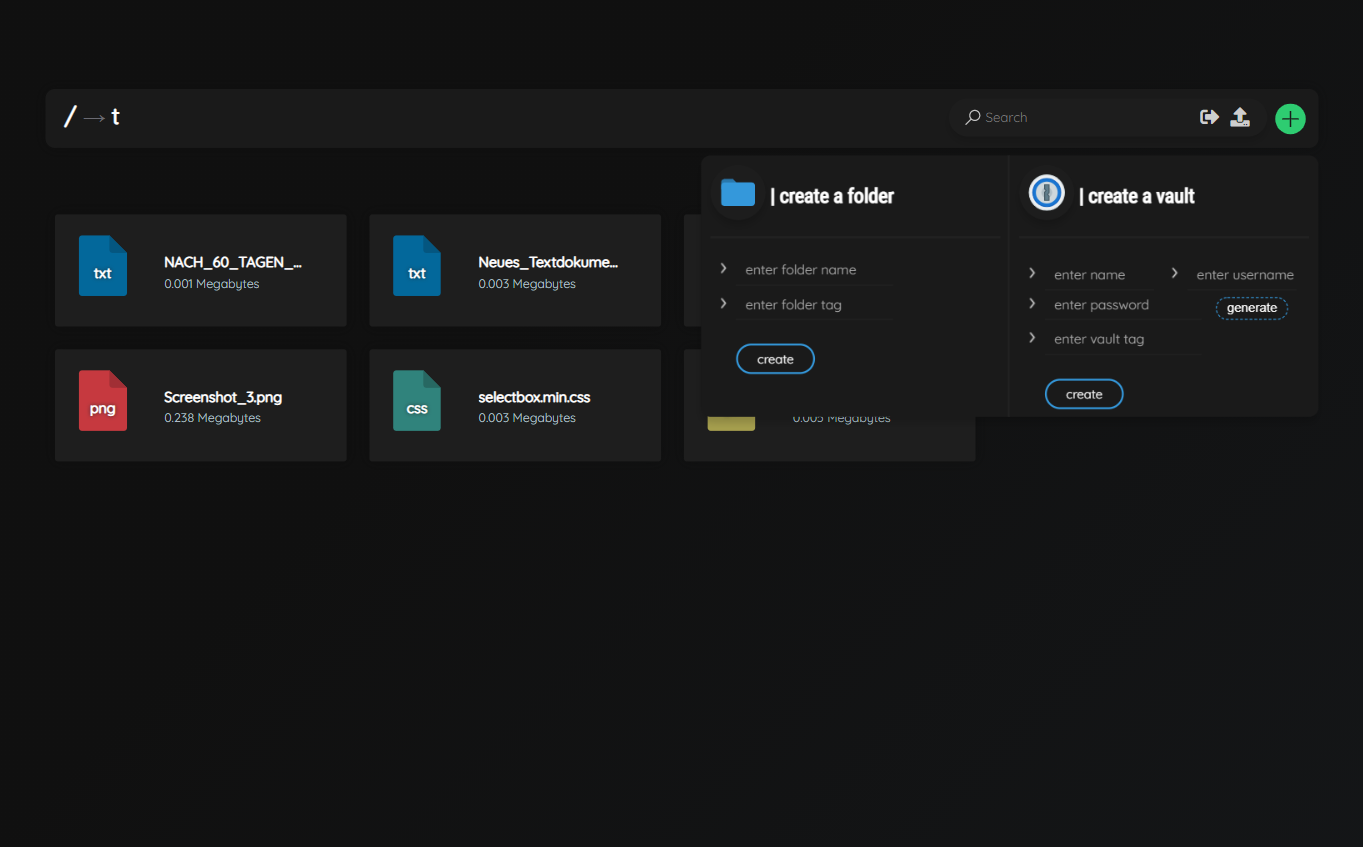 / → t
Search
| create a folder
enter folder name
enter folder tag
create
| create a vault
enter name
enter username
enter password
generate
enter vault tag
create
txt
NACH_60_TAGEN_...
0.001 Megabytes
txt
Neues_Textdokume...
0.003 Megabytes
png
Screenshot_3.png
0.238 Megabytes
css
selectbox.min.css
0.003 Megabytes
Megabytes